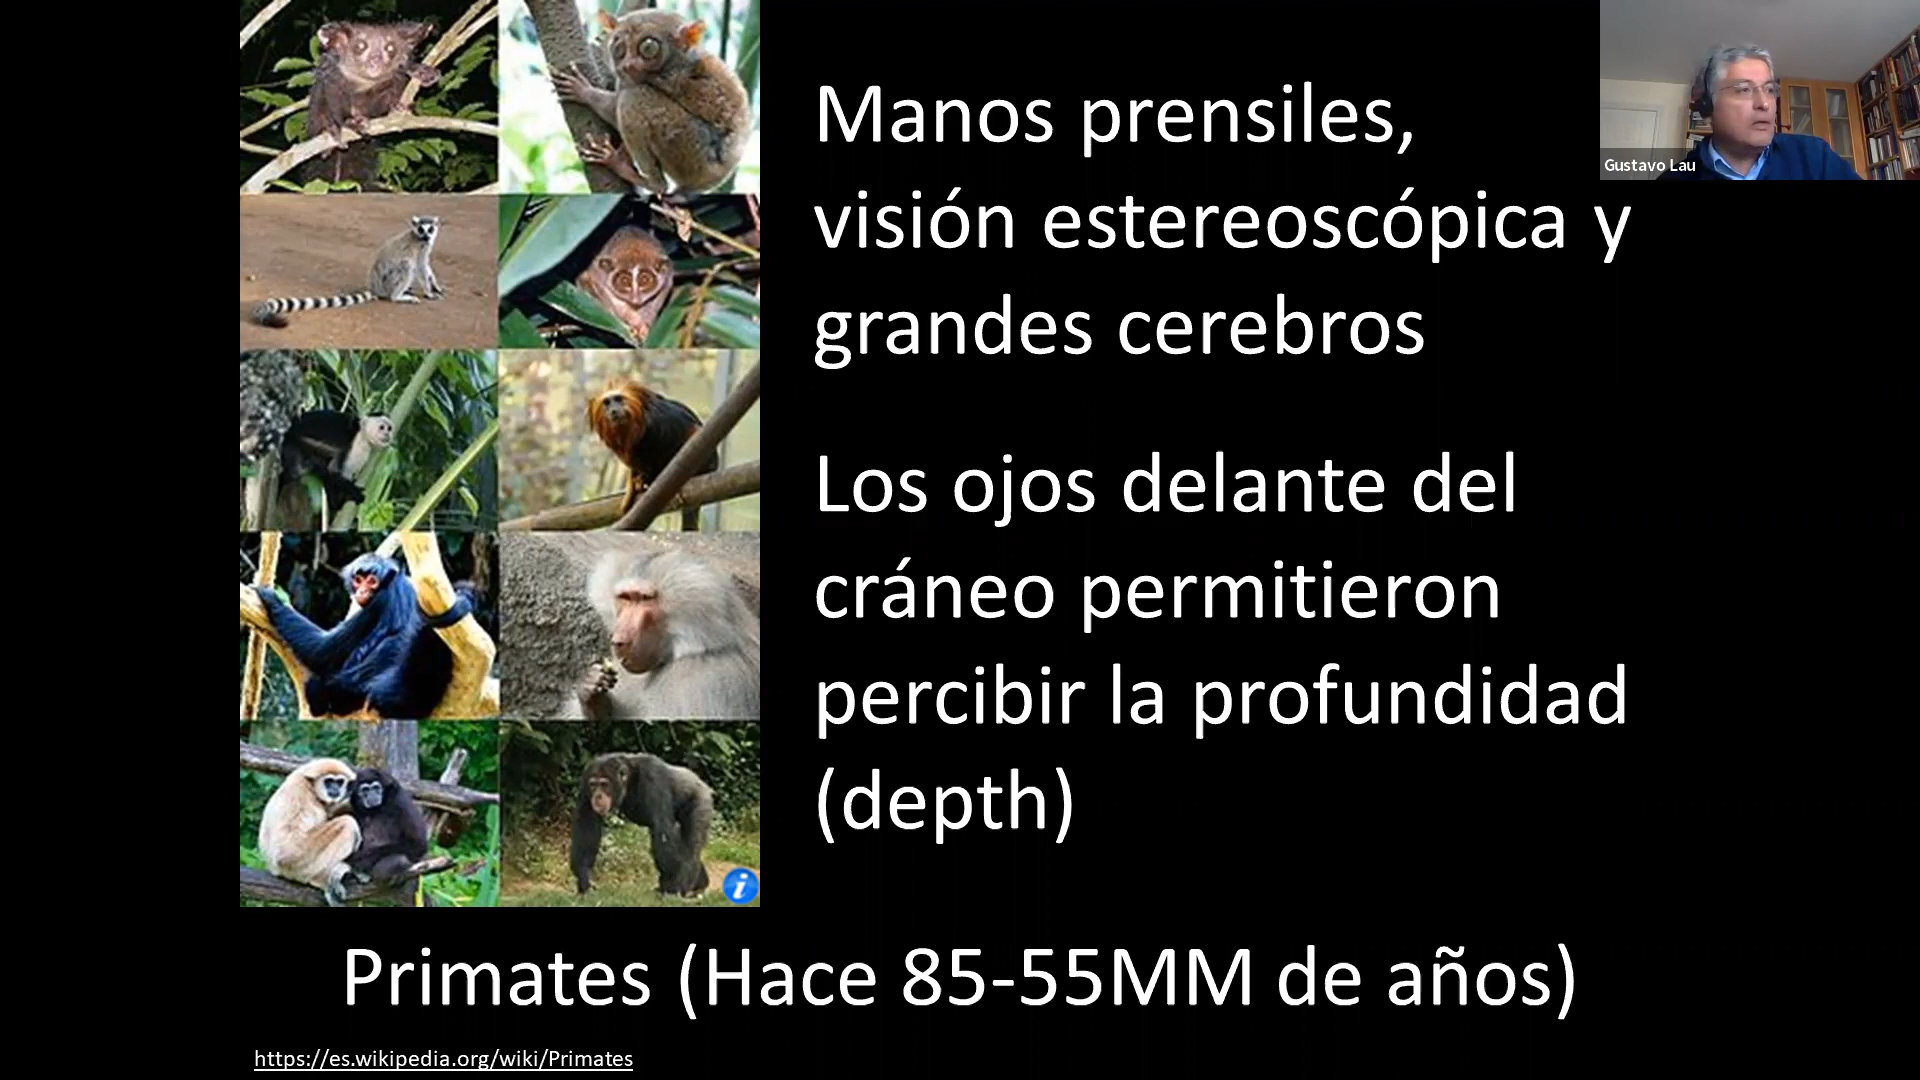 Manos prensiles,
visión estereoscópica y
grandes cerebros
Los ojos delante del
cráneo permitieron
percibir la profundidad
(depth)
Primates (Hace 85-55MM de años)
https://es.wikipedia.org/wiki/Primates
Gustavo Lau
i